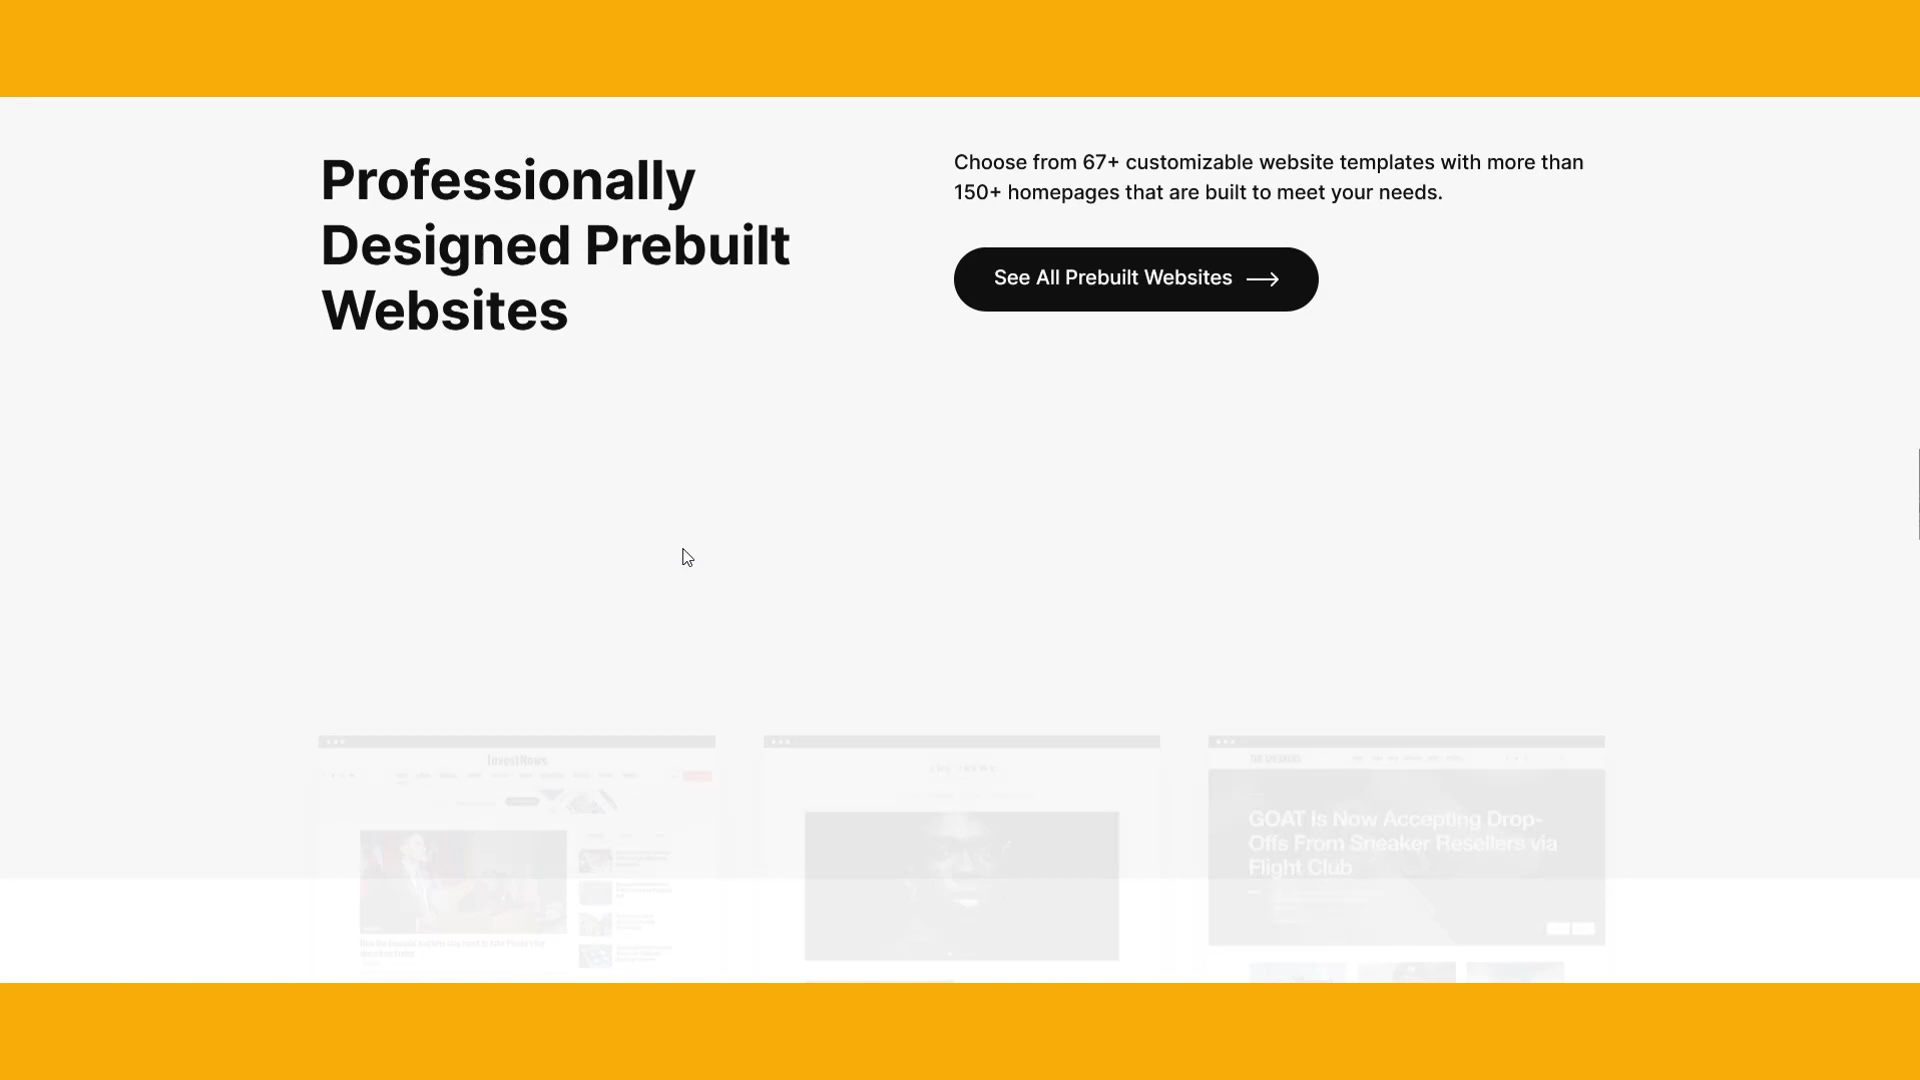 Professionally
Designed Prebuilt
Websites
Choose from 67+ customizable website templates with more than
150+ homepages that are built to meet your needs.
See All Prebuilt Websites
InvestNews
GOAT Is Now Accepting Drop-
Offs From Sneaker Resellers via
Flight Club